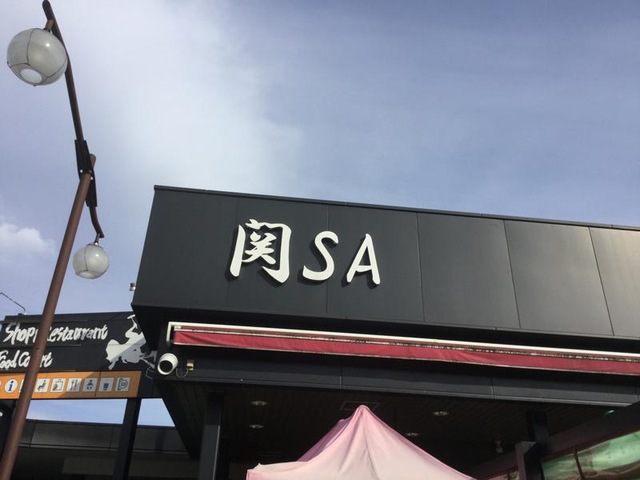 関SA
Shop Restaurant
Food Court